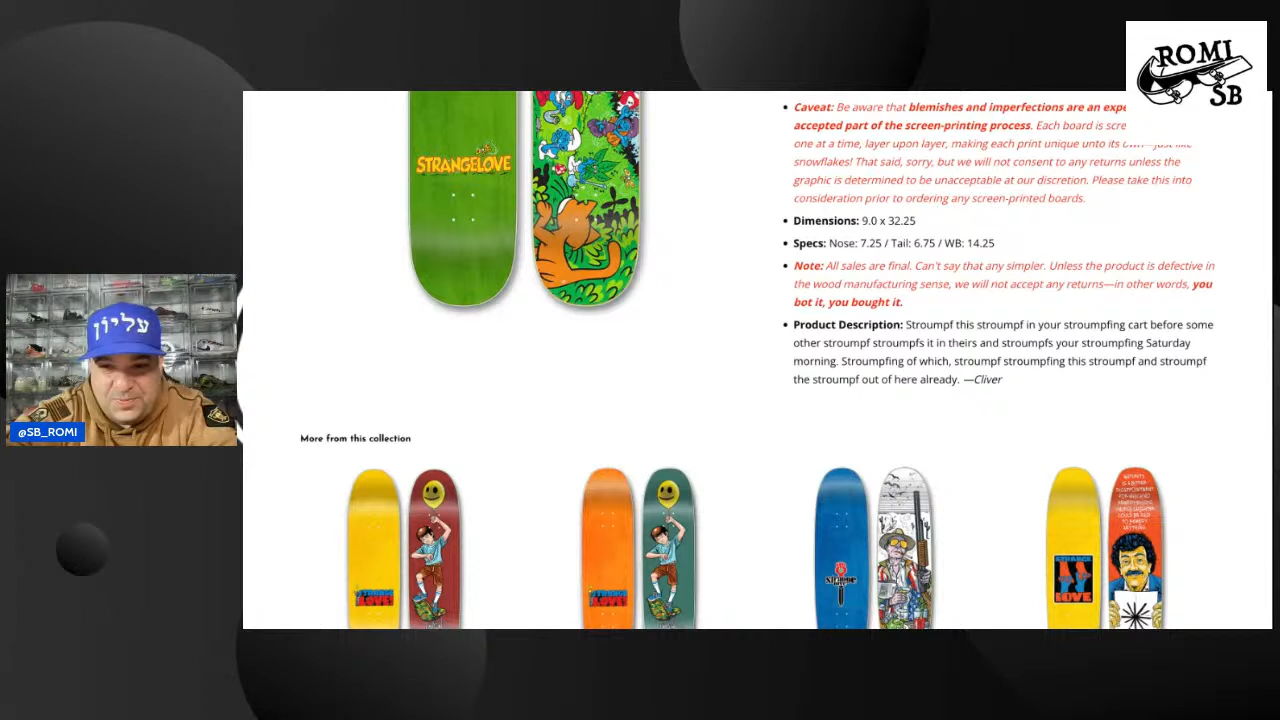 ROMI
SB
Caveat: Be aware that blemishes and imperfections are an expe
accepted part of the screen-printing process. Each board is scre
one at a time, layer upon layer, making each print unique unto its own—just like
snowflakes! That said, sorry, but we will not consent to any returns unless the
graphic is determined to be unacceptable at our discretion. Please take this into
consideration prior to ordering any screen-printed boards.
STRANGELOVE
Dimensions: 9.0 x 32.25
Specs: Nose: 7.25 / Tail: 6.75 / WB: 14.25
Note: All sales are final. Can't say that any simpler. Unless the product is defective in
the wood manufacturing sense, we will not accept any returns—in other words, you
bot it, you bought it.
Product Description: Stroumpf this stroumpf in your stroumpfing cart before some
other stroumpf stroumpfs it in theirs and stroumpfs your stroumpfing Saturday
morning. Stroumpfing of which, stroumpf stroumpfing this stroumpf and stroumpf
the stroumpf out of here already. —Cliver
עליון
@SB_ROMI
More from this collection
STRANGE
LOVE